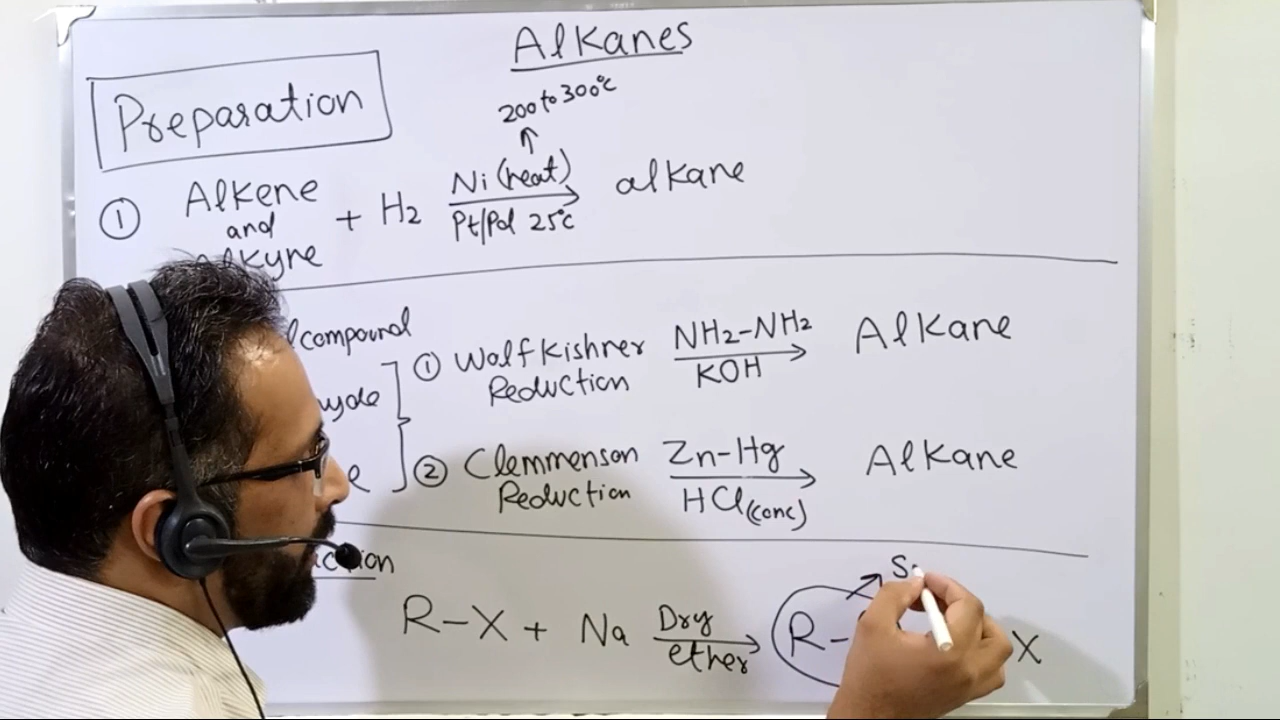 Alkanes
Preparation
200 to 300°C
① Alkene and Alkyne + H2 Ni (heat) Pt/Pd 25°C alkane
compound
① Wolf Kishner Reduction NH2-NH2 KOH Alkane
② Clemmenson Reduction Zn-Hg HCl (conc) Alkane
R-X + Na Dry ether R- X